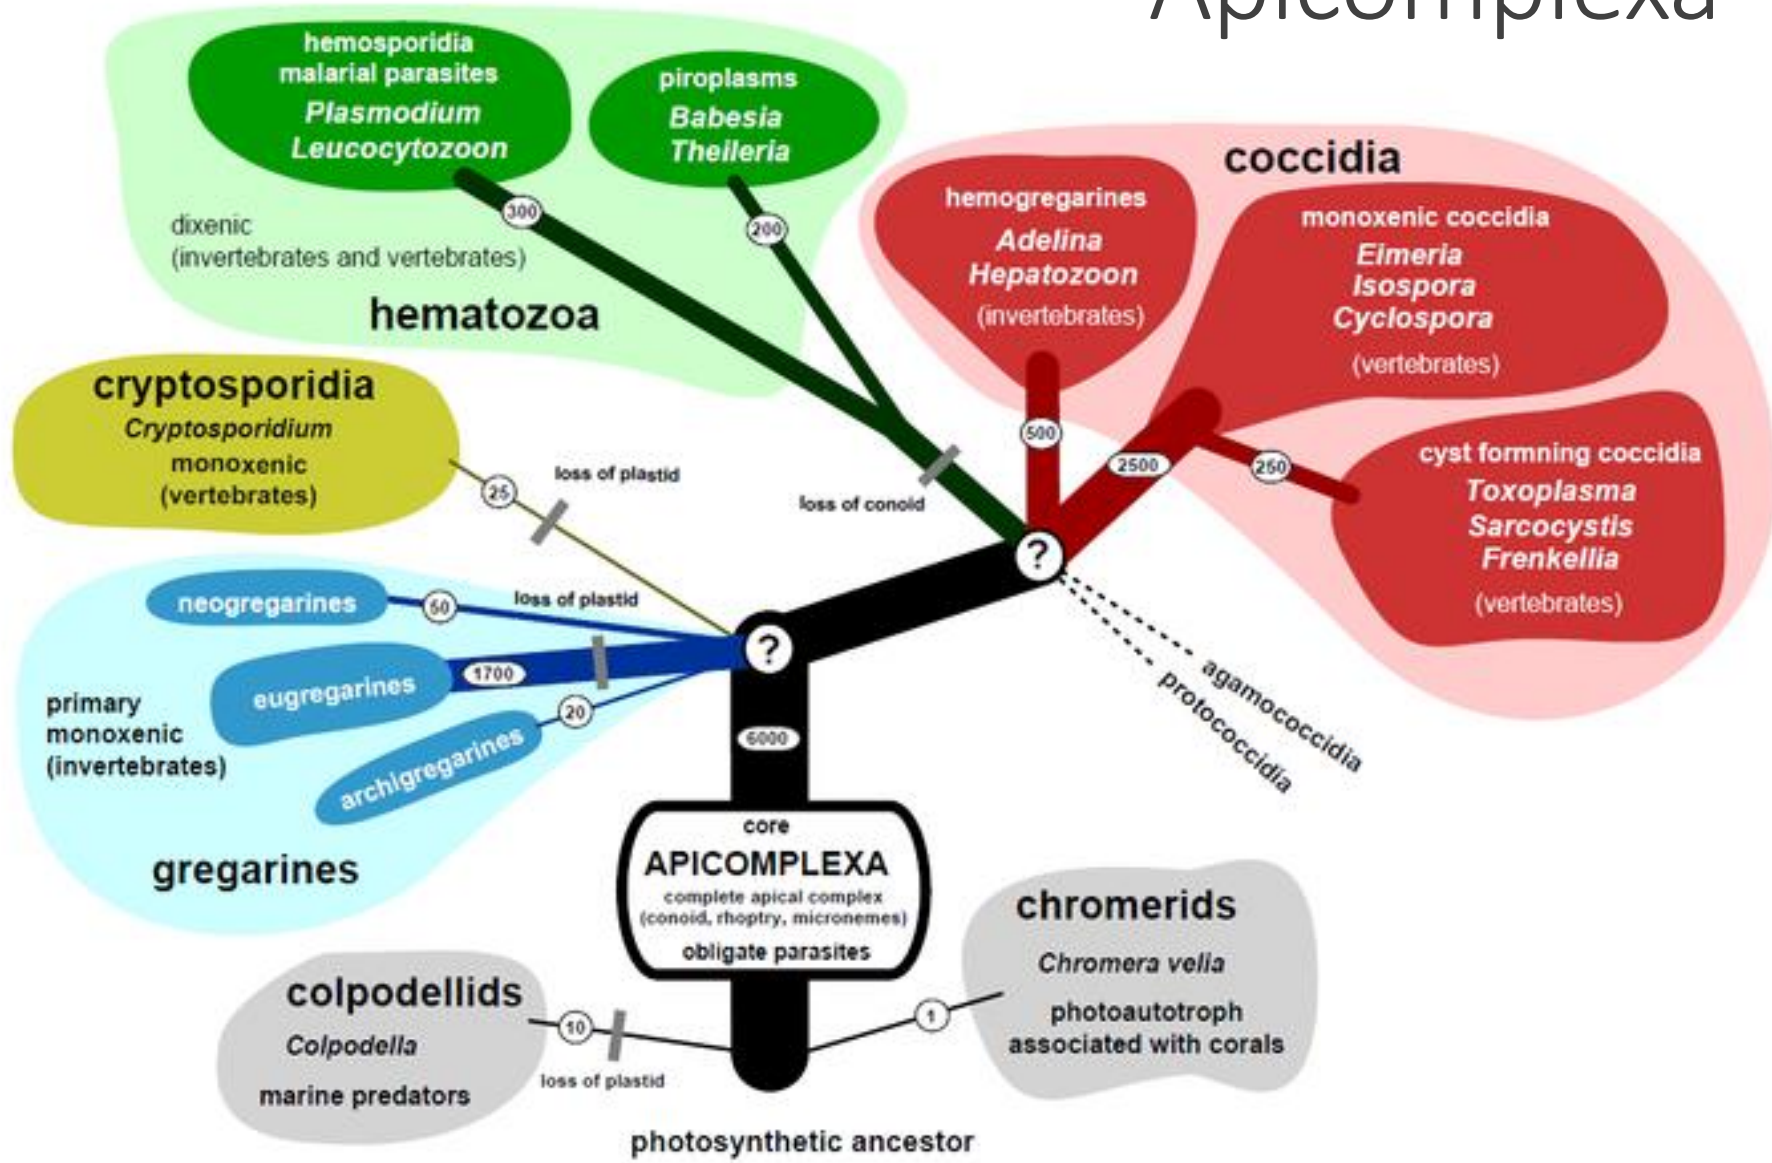 Apicomplexa
hemosporidia
malarial parasites
Plasmodium
Leucocytozoon
piroplasms
Babesia
Theileria
300
200
dixenic
(invertebrates and vertebrates)
hematozoa
coccidia
hemogregarines
Adelina
Hepatozoon
(invertebrates)
monoxenic coccidia
Eimeria
Isospora
Cyclospora
(vertebrates)
500
2500
250
cyst formning coccidia
Toxoplasma
Sarcocystis
Frenkellia
(vertebrates)
cryptosporidia
Cryptosporidium
monoxenic
(vertebrates)
25
loss of plastid
loss of conoid
?
agamococcidia
protococcidia
neogregarines
50
loss of plastid
eugregarines
1700
?
archigregarines
20
primary
monoxenic
(invertebrates)
gregarines
6000
core
APICOMPLEXA
complete apical complex
(conoid, rhoptry, micronemes)
obligate parasites
colpodellids
Colpodella
marine predators
10
loss of plastid
1
chromerids
Chromera velia
photoautotroph
associated with corals
photosynthetic ancestor